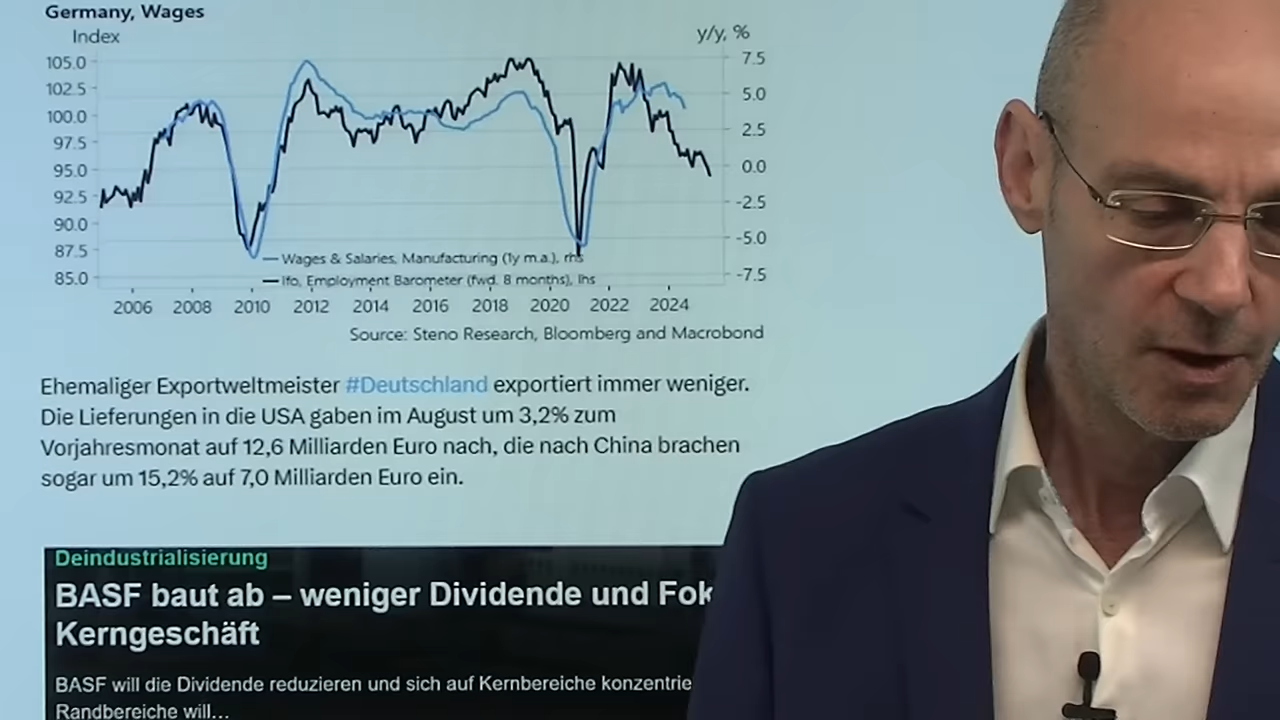 Germany, Wages
Index
y/y, %
105.0
102.5
100.0
97.5
95.0
92.5
90.0
87.5
85.0
7.5
5.0
2.5
0.0
-2.5
-5.0
-7.5
Wages & Salaries, Manufacturing (1y m.a.), rhs
Ifo, Employment Barometer (fwd. 8 months), lhs
2006 2008 2010 2012 2014 2016 2018 2020 2022 2024
Source: Steno Research, Bloomberg and Macrobond
Ehemaliger Exportweltmeister #Deutschland exportiert immer weniger.
Die Lieferungen in die USA gaben im August um 3,2% zum
Vorjahresmonat auf 12,6 Milliarden Euro nach, die nach China brachen
sogar um 15,2% auf 7,0 Milliarden Euro ein.
Deindustrialisierung
BASF baut ab – weniger Dividende und Fok
Kerngeschäft
BASF will die Dividende reduzieren und sich auf Kernbereiche konzentrie
Randbereiche will...